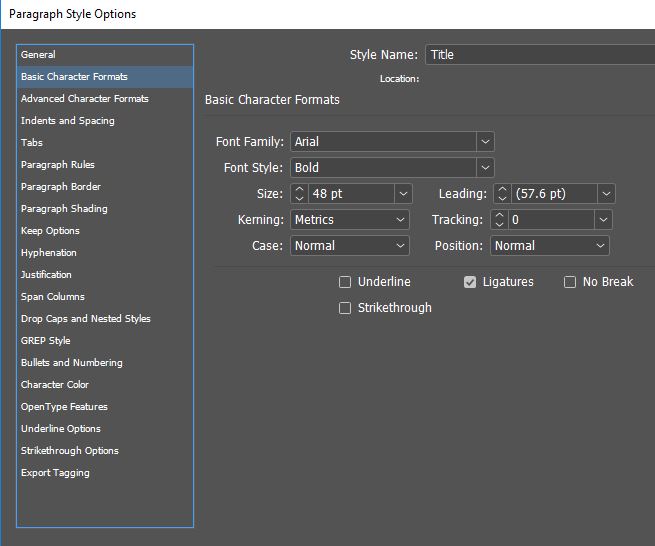 Paragraph Style Options
General
Basic Character Formats
Advanced Character Formats
Indents and Spacing
Tabs
Paragraph Rules
Paragraph Border
Paragraph Shading
Keep Options
Hyphenation
Justification
Span Columns
Drop Caps and Nested Styles
GREP Style
Bullets and Numbering
Character Color
OpenType Features
Underline Options
Strikethrough Options
Export Tagging
Style Name: Title
Location:
Basic Character Formats
Font Family: Arial
Font Style: Bold
Size: 48 pt Leading: (57.6 pt)
Kerning: Metrics Tracking: 0
Case: Normal Position: Normal
Underline Ligatures No Break
Strikethrough